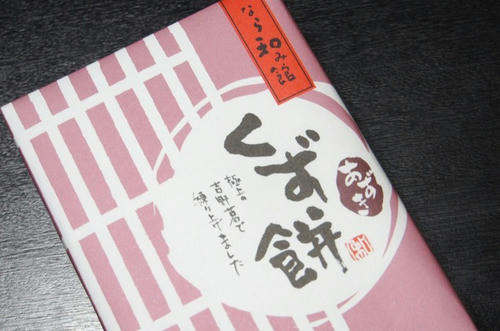 なら和み館
くず餅
あずき
極上の
吉野葛で
練り上げました